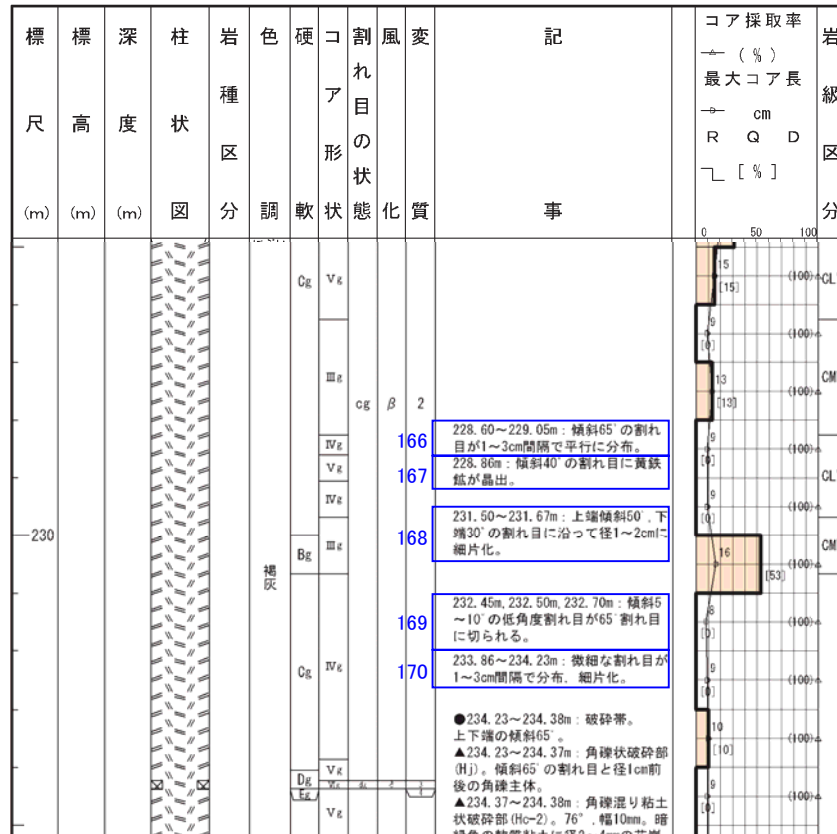 標尺(m)
標高(m)
深度(m)
柱状図
岩種区分
色調
硬軟
コア形状
割れ目の状態
風化
変質
記事
コア採取率
(%)
最大コア長
cm
RQD
[%]
岩級区分
0 50 100
Cg Ⅴg
15 (100) CL
[15]
9 (100)
[0]
Ⅲg
13 (100) CM
[13]
cg β 2
Ⅳg
166
228.60～229.05m：傾斜65°の割れ
目が1～3cm間隔で平行に分布。
9 (100)
[0]
Ⅴg
167
228.86m：傾斜40°の割れ目に黄鉄
鉱が晶出。
CL
Ⅳg
9 (100)
[0]
230
168
231.50～231.67m：上端傾斜50°、下
端30°の割れ目に沿って径1～2cmに
細片化。
Bg Ⅲg
CM
16 (100)
[53]
褐灰
169
232.45m,232.50m,232.70m：傾斜5
～10°の低角度割れ目が65°割れ目
に切られる。
8 (100)
[0]
Cg Ⅳg
170
233.86～234.23m：微細な割れ目が
1～3cm間隔で分布、細片化。
9 (100)
[0]
●234.23～234.38m：破砕帯。
上下端の傾斜65°。
10 (100)
[10]
▲234.23～234.37m：角礫状破砕部
(Hj)。傾斜65°の割れ目と径1cm前
後の角礫主体。
Ⅴg
Dg
Eg
9 (100)
[0]
▲234.37～234.38m：角礫混り粘土
状破砕部(Hc-2)。76°,幅10mm。暗
Ⅴg